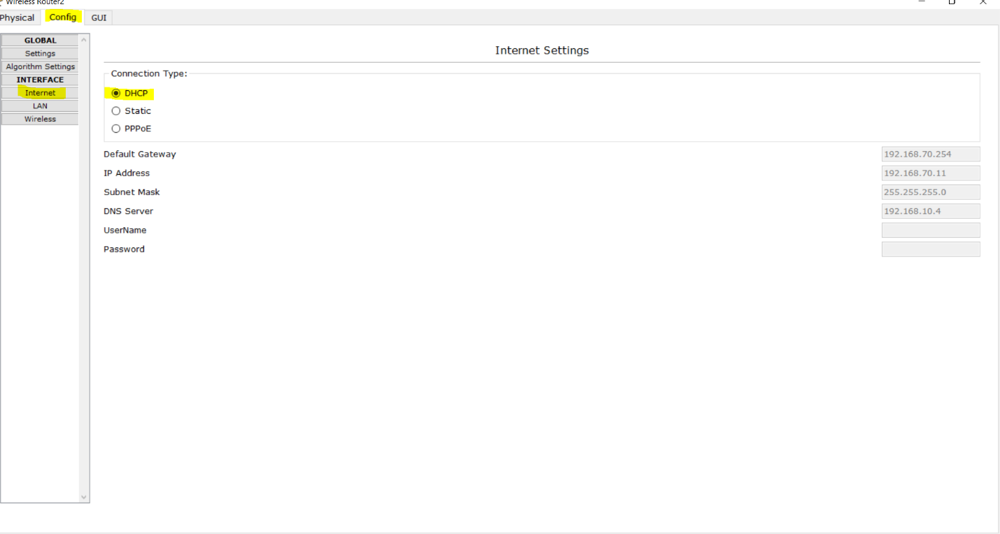 Wireless Router2
Physical Config GUI
GLOBAL
Settings
Algorithm Settings
INTERFACE
Internet
LAN
Wireless
Internet Settings
Connection Type:
DHCP
Static
PPPoE
Default Gateway 192.168.70.254
IP Address 192.168.70.11
Subnet Mask 255.255.255.0
DNS Server 192.168.10.4
UserName
Password